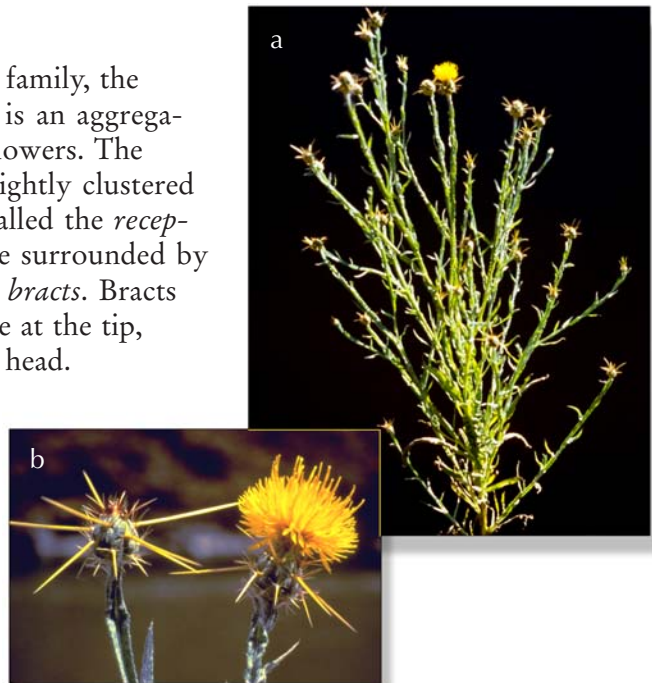 family, the
is an aggrega-
lowers. The
ightly clustered
alled the recep-
e surrounded by
bracts. Bracts
e at the tip,
head.
a
b